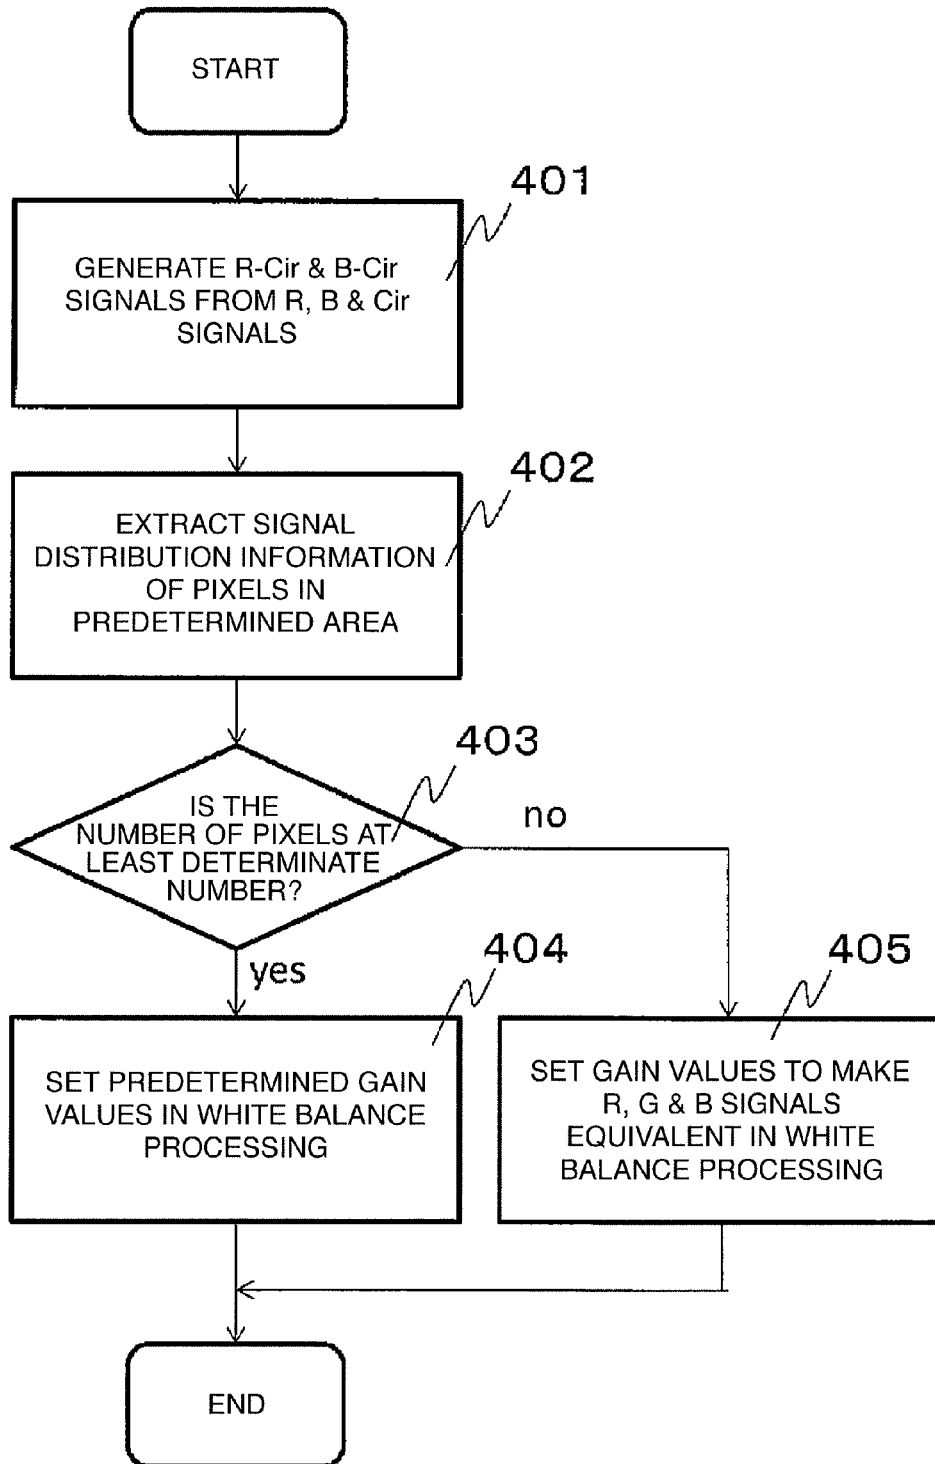 START
401
GENERATE R-Cir & B-Cir
SIGNALS FROM R, B & Cir
SIGNALS
402
EXTRACT SIGNAL
DISTRIBUTION INFORMATION
OF PIXELS IN
PREDETERMINED AREA
403
IS THE
NUMBER OF PIXELS AT
LEAST DETERMINATE
NUMBER?
no
yes
404
SET PREDETERMINED GAIN
VALUES IN WHITE BALANCE
PROCESSING
405
SET GAIN VALUES TO MAKE
R, G & B SIGNALS
EQUIVALENT IN WHITE
BALANCE PROCESSING
END